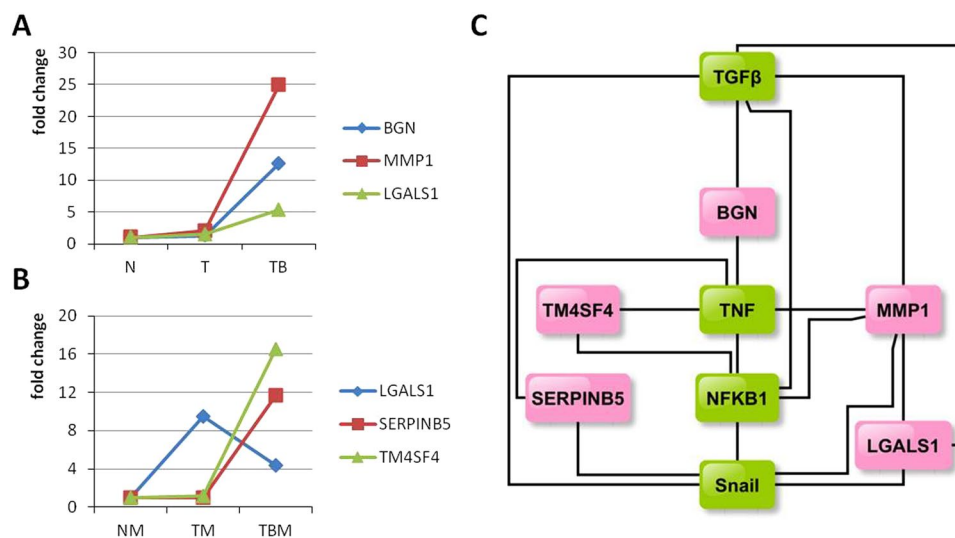 A
fold change
30
25
20
15
10
5
0
N T TB
BGN
MMP1
LGALS1
B
fold change
20
16
12
8
4
0
NM TM TBM
LGALS1
SERPINB5
TM4SF4
C
TGFβ
BGN
TM4SF4 TNF MMP1
SERPINB5 NFKB1
LGALS1
Snail